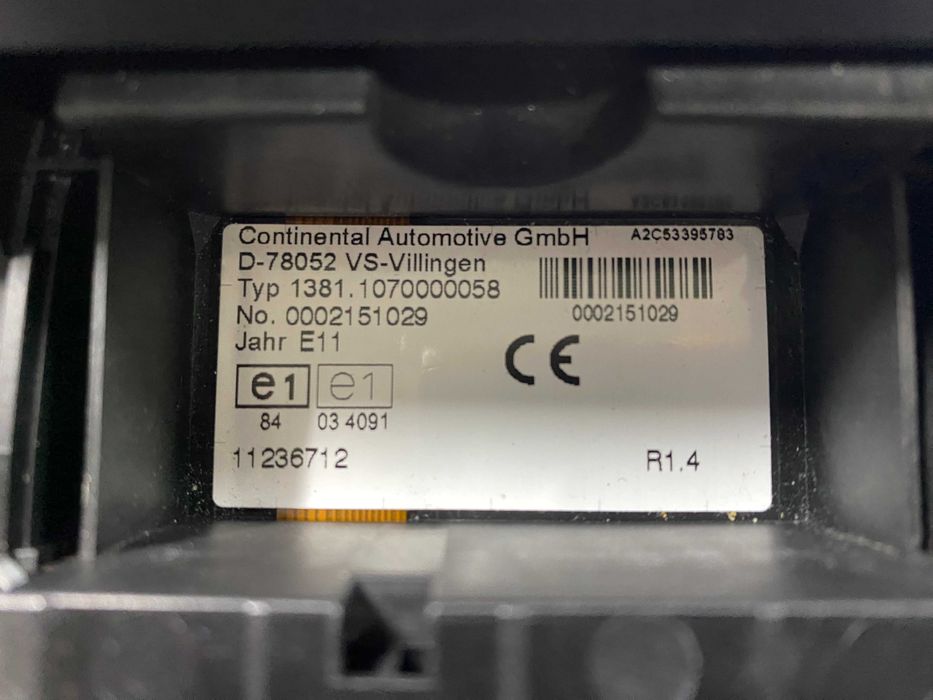 Continental Automotive GmbH A2C53395783
D-78052 VS-Villingen
Typ 1381.1070000058
No. 0002151029 0002151029
Jahr E11
CE
e1 e1
84 03 4091
11236712 R1.4